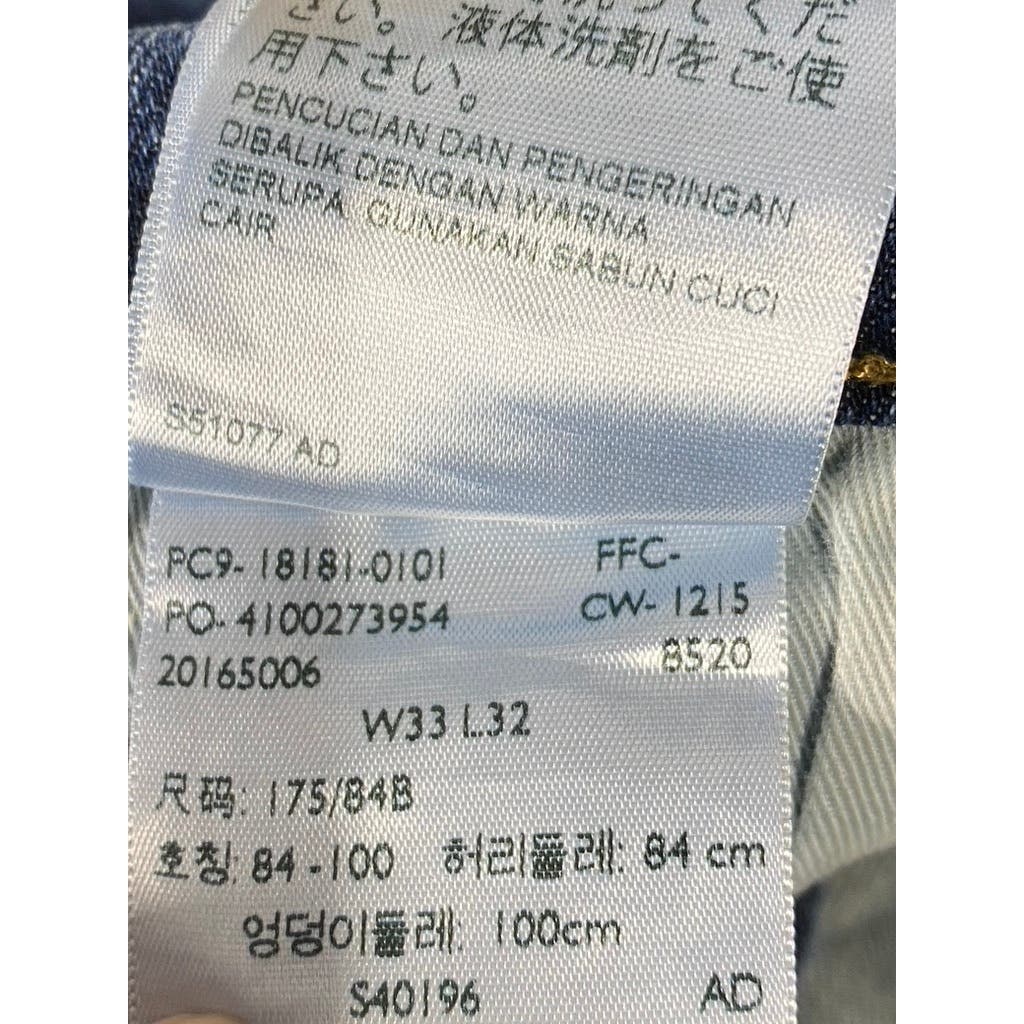 さい。
液体洗剤をご使
用下さい。
PENCUCIAN DAN PENGERINGAN
DIBALIK DENGAN WARNA
SERUPA GUNAKAN SABUN CUCI
CAIR
S51077 AD
PC9- 18181-0101 FFC-
PO- 4100273954 CW- 1215
20165006 8520
W33 L32
尺码: 175/84B
호칭: 84 -100 허리둘레: 84 cm
엉덩이둘레: 100cm
S40196 AD